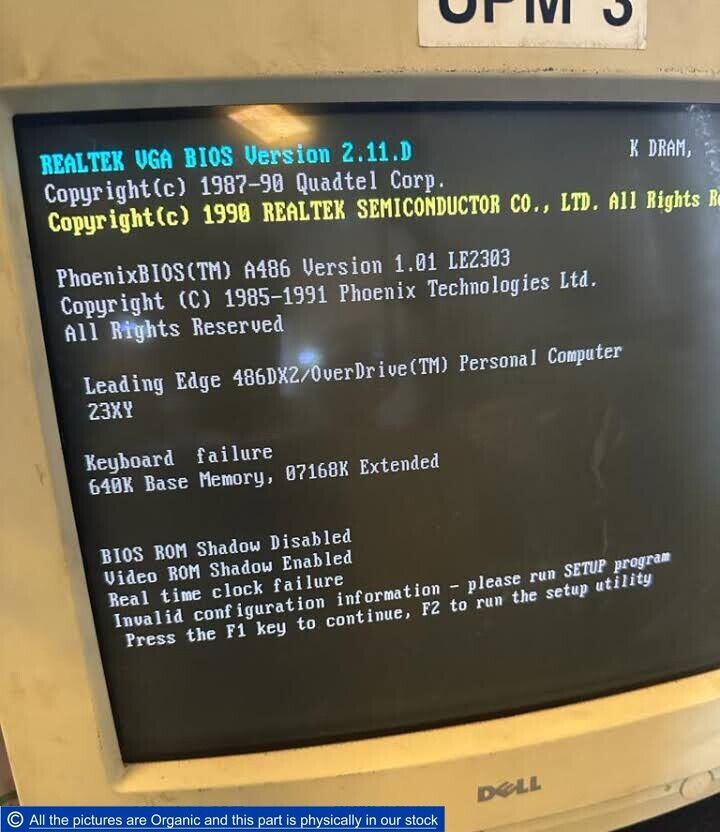 UPM 3
REALTEK VGA BIOS Version 2.11.D K DRAM,
Copyright(c) 1987-90 Quadtel Corp.
Copyright(c) 1990 REALTEK SEMICONDUCTOR CO., LTD. All Rights
PhoenixBIOS(TM) A486 Version 1.01 LE2303
Copyright (C) 1985-1991 Phoenix Technologies Ltd.
All Rights Reserved
Leading Edge 486DX2/OverDrive(TM) Personal Computer
23XY
Keyboard failure
640K Base Memory, 07168K Extended
BIOS ROM Shadow Disabled
Video ROM Shadow Enabled
Real time clock failure
Invalid configuration information - please run SETUP program
Press the F1 key to continue, F2 to run the setup utility
DELL
© All the pictures are Organic and this part is physically in our stock